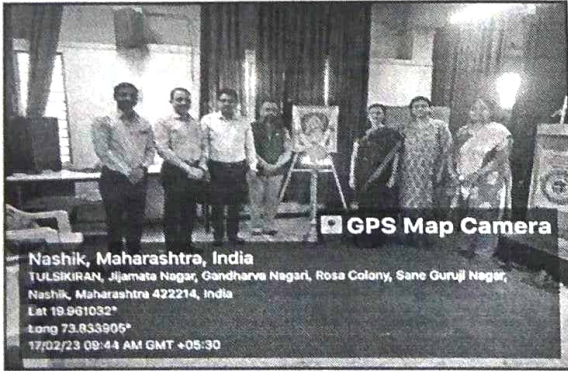 GPS Map Camera
Nashik, Maharashtra, India
TULSIKIRAN, Jijamata Nagar, Gandharva Nagari, Rosa Colony, Sane Guruji Nagar,
Nashik, Maharashtra 422214, India
Lat 19.961032°
Long 73.833905°
17/02/23 09:44 AM GMT +05:30